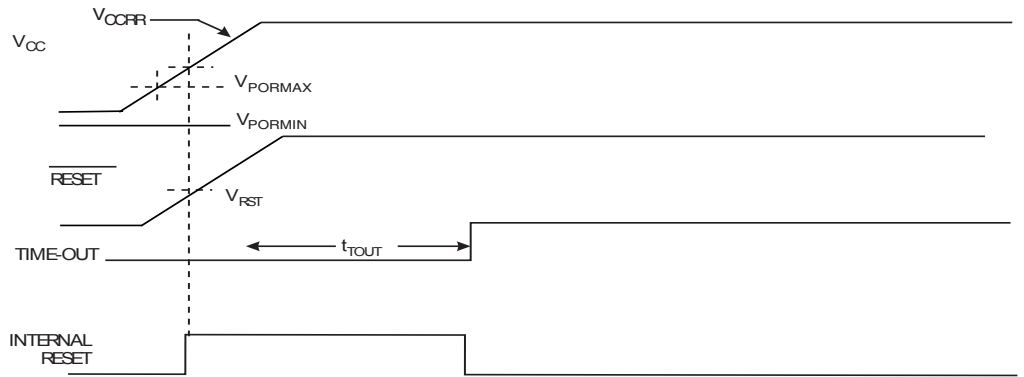 VCCRR
VCC
VPORMAX
VPORMIN
RESET
VRST
TIME-OUT
tTOUT
INTERNAL
RESET